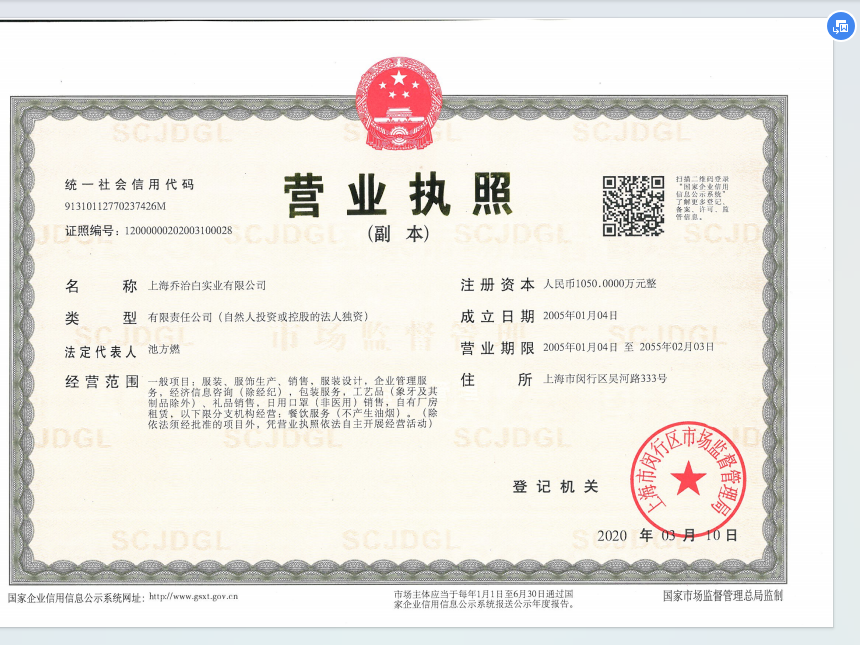 统一社会信用代码
91310112770237426M
证照编号：12000000202003100028
营业执照
（副 本）
扫描二维码登录
“国家企业信用
信息公示系统”
了解更多登记、
备案、许可、监
管信息。
名 称 上海乔治白实业有限公司
类 型 有限责任公司（自然人投资或控股的法人独资）
法定代表人 池方燃
经营范围 一般项目：服装、服饰生产、销售，服装设计，企业管理服
务，经济信息咨询（除经纪），包装服务，工艺品（象牙及其
制品除外）、礼品销售，日用口罩（非医用）销售，自有厂房
租赁，以下限分支机构经营：餐饮服务（不产生油烟）。（除
依法须经批准的项目外，凭营业执照依法自主开展经营活动）
注册资本 人民币1050.0000万元整
成立日期 2005年01月04日
营业期限 2005年01月04日 至 2055年02月03日
住 所 上海市闵行区吴河路333号
登记机关
上海市闵行区市场监督管理局
2020 年 03 月 10 日
国家企业信用信息公示系统网址：http://www.gsxt.gov.cn
市场主体应当于每年1月1日至6月30日通过国
家企业信用信息公示系统报送公示年度报告。
国家市场监督管理总局监制
SCJDGL
市场监督管理